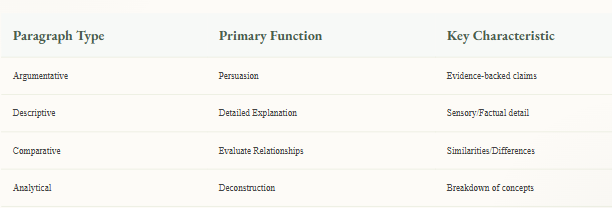 Paragraph Type Primary Function Key Characteristic
Argumentative Persuasion Evidence-backed claims
Descriptive Detailed Explanation Sensory/Factual detail
Comparative Evaluate Relationships Similarities/Differences
Analytical Deconstruction Breakdown of concepts